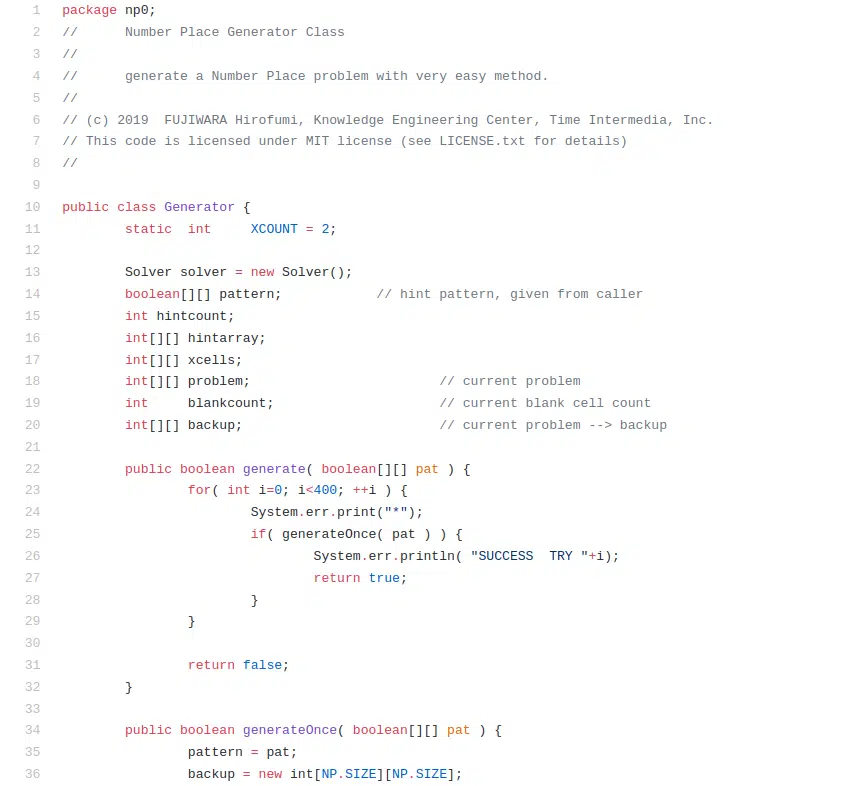 1 package np0;
2 //      Number Place Generator Class
3 //
4 //      generate a Number Place problem with very easy method.
5 //
6 // (c) 2019  FUJIWARA Hirofumi, Knowledge Engineering Center, Time Intermedia, Inc.
7 // This code is licensed under MIT license (see LICENSE.txt for details)
8 //
9
10 public class Generator {
11         static  int     XCOUNT = 2;
12
13         Solver solver = new Solver();
14         boolean[][] pattern;            // hint pattern, given from caller
15         int hintcount;
16         int[][] hintarray;
17         int[][] xcells;
18         int[][] problem;                        // current problem
19         int     blankcount;                     // current blank cell count
20         int[][] backup;                         // current problem --> backup
21
22         public boolean generate( boolean[][] pat ) {
23                 for( int i=0; i<400; ++i ) {
24                         System.err.print("*");
25                         if( generateOnce( pat ) ) {
26                                 System.err.println( "SUCCESS  TRY "+i);
27                                 return true;
28                         }
29                 }
30
31                 return false;
32         }
33
34         public boolean generateOnce( boolean[][] pat ) {
35                 pattern = pat;
36                 backup = new int[NP.SIZE][NP.SIZE];